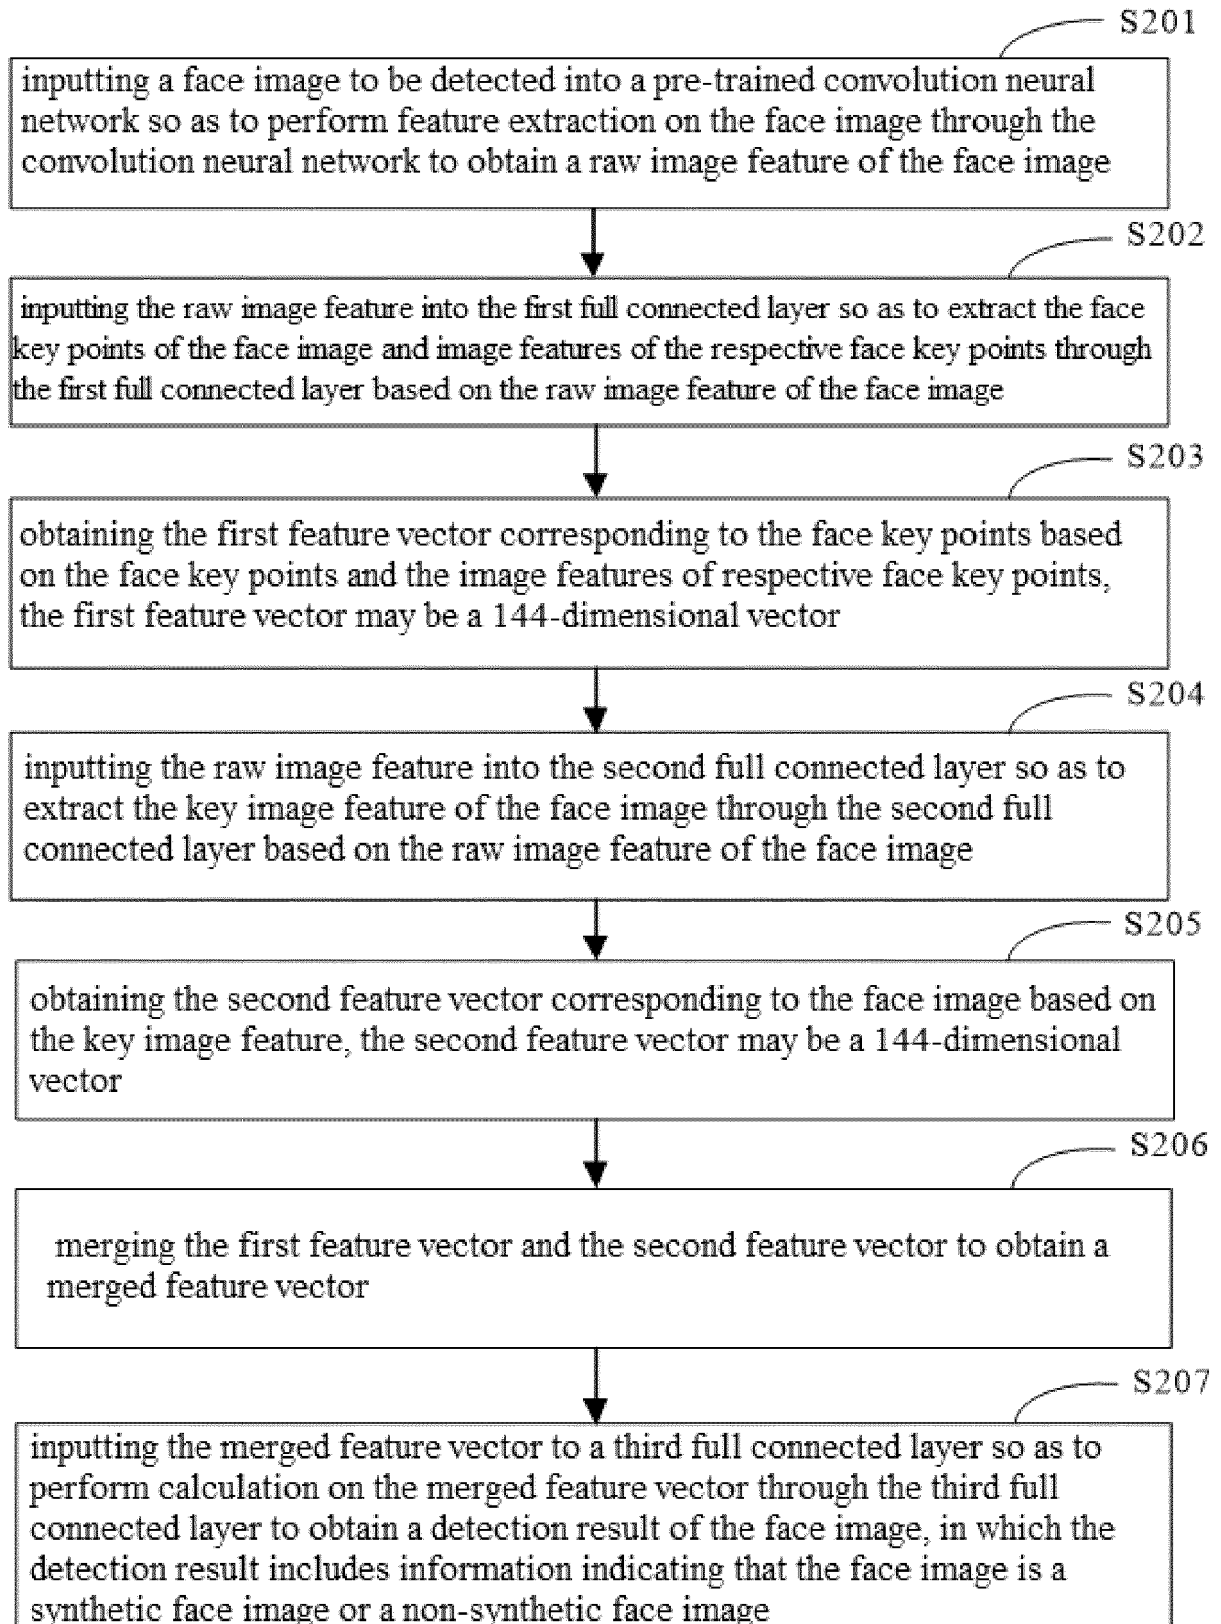 S201
inputting a face image to be detected into a pre-trained convolution neural
network so as to perform feature extraction on the face image through the
convolution neural network to obtain a raw image feature of the face image
S202
inputting the raw image feature into the first full connected layer so as to extract the face
key points of the face image and image features of the respective face key points through
the first full connected layer based on the raw image feature of the face image
S203
obtaining the first feature vector corresponding to the face key points based
on the face key points and the image features of respective face key points,
the first feature vector may be a 144-dimensional vector
S204
inputting the raw image feature into the second full connected layer so as to
extract the key image feature of the face image through the second full
connected layer based on the raw image feature of the face image
S205
obtaining the second feature vector corresponding to the face image based on
the key image feature, the second feature vector may be a 144-dimensional
vector
S206
merging the first feature vector and the second feature vector to obtain a
merged feature vector
S207
inputting the merged feature vector to a third full connected layer so as to
perform calculation on the merged feature vector through the third full
connected layer to obtain a detection result of the face image, in which the
detection result includes information indicating that the face image is a
synthetic face image or a non-synthetic face image